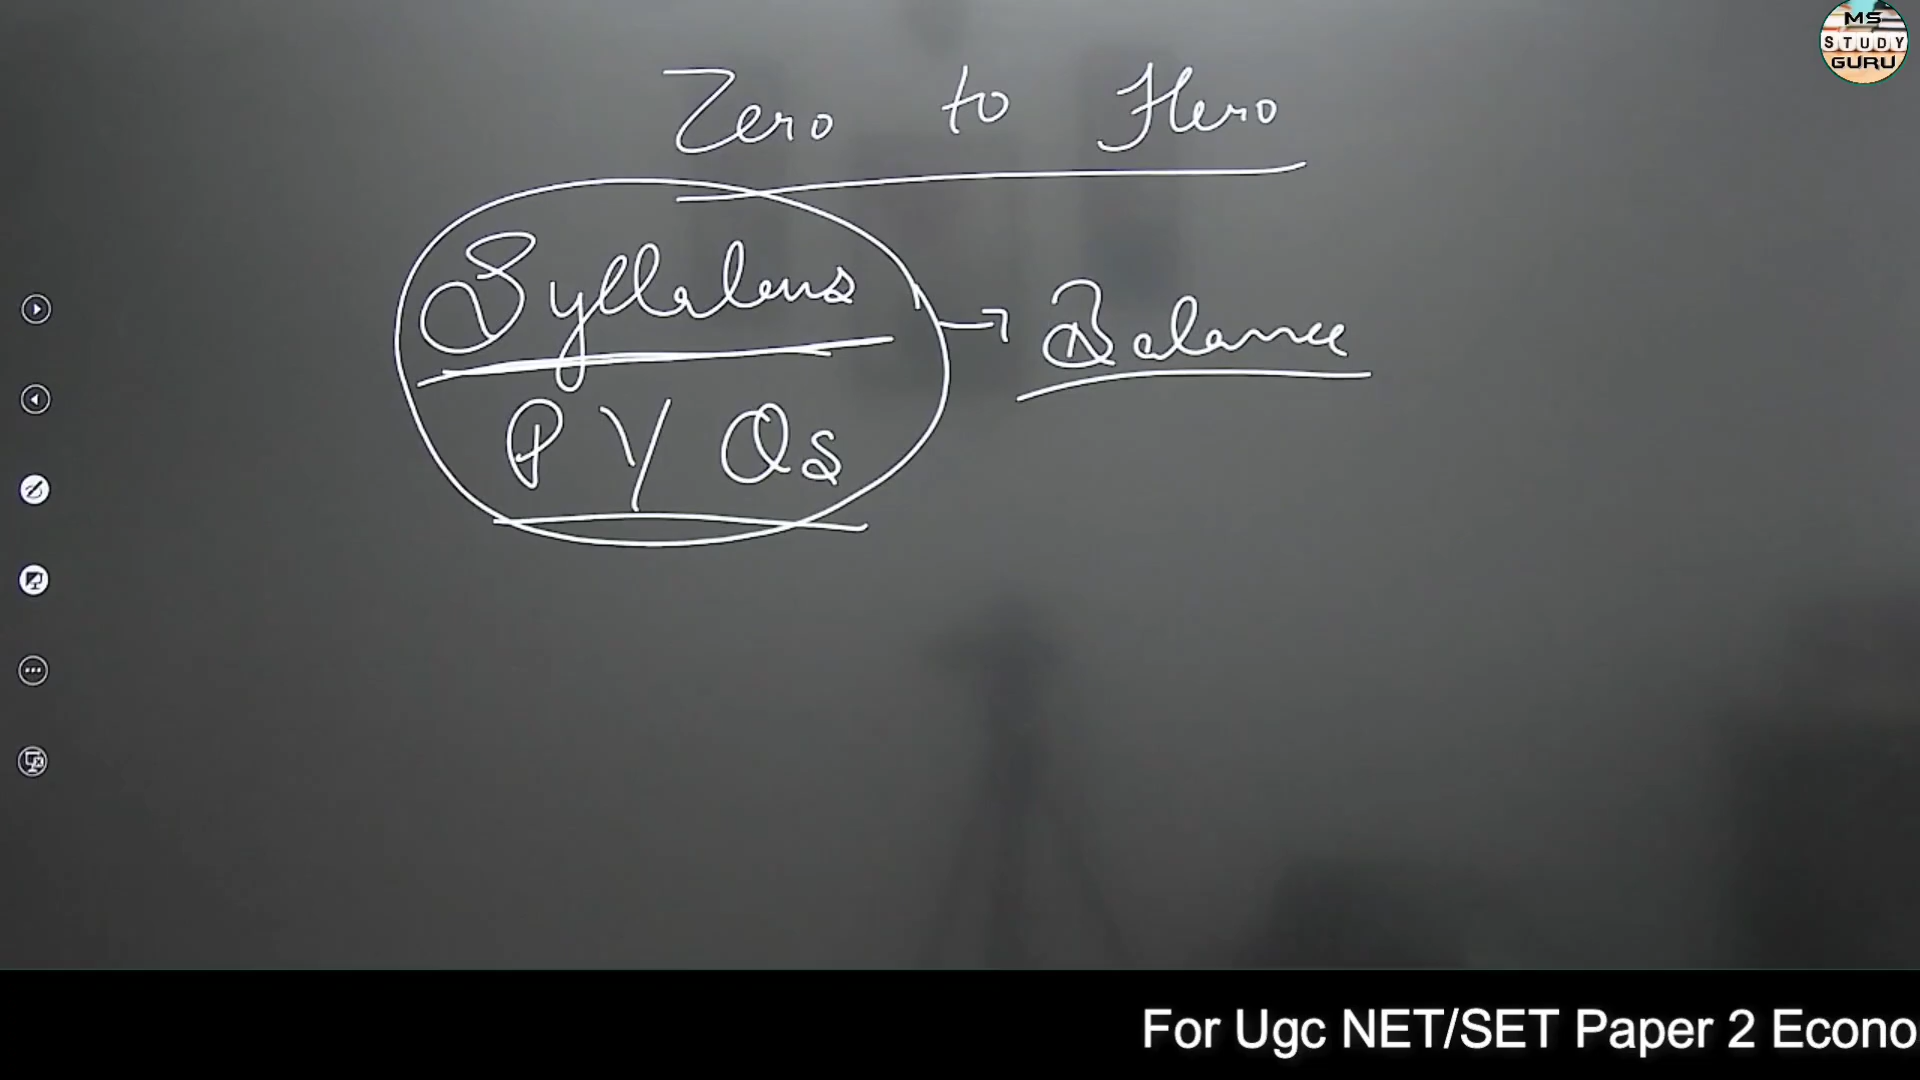 MS
STUDY
GURU
Zero to Hero
Syllabus
Balance
PYQs
For Ugc NET/SET Paper 2 Econo